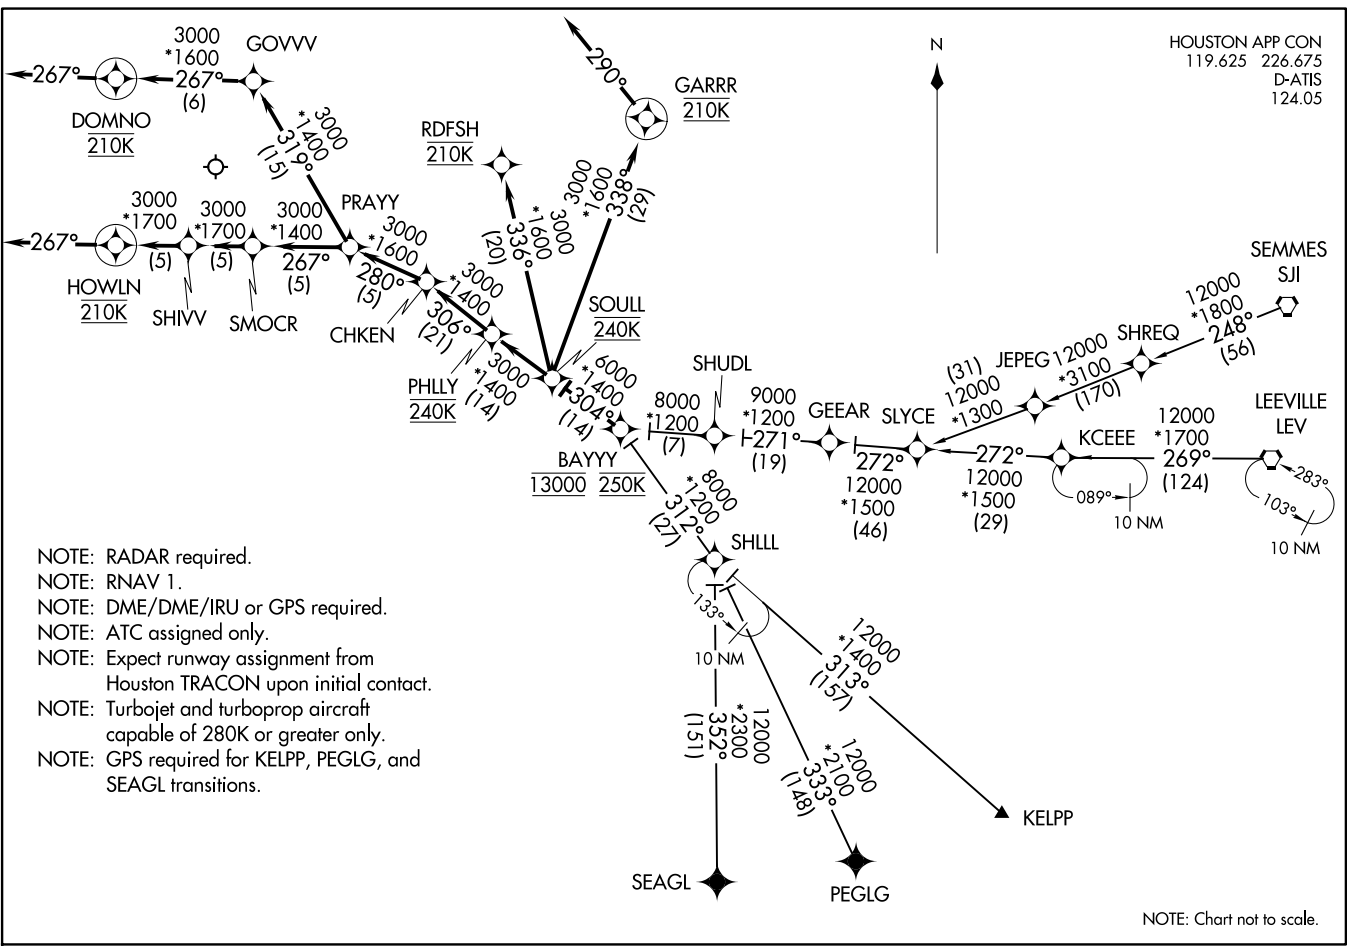 HOUSTON APP CON
119.625 226.675
D-ATIS
124.05
N
GOVVV
3000
*1600
267°
(6)
267°
DOMNO
210K
3000
*1400
319°
(15)
290°
GARRR
210K
RDFSH
210K
3000
*1600
336°
(20)
3000
*1600
338°
(29)
PRAYY
3000
*1700
3000
*1700
3000
*1400
267°
(5)
(5)
267°
(5)
HOWLN
210K
SHIVV
SMOCR
3000
*1600
280°
(5)
CHKEN
3000
*1400
306°
(21)
PHLLY
240K
3000
*1400
(14)
SOULL
240K
6000
*1400
304°
(14)
BAYYY
13000 250K
SHUDL
8000
*1200
(7)
9000
*1200
271°
(19)
GEEAR
SLYCE
272°
12000
*1500
(46)
JEPEG
(31)
12000
*1300
SHREQ
12000
*3100
(170)
SEMMES
SJI
12000
*1800
248°
(56)
LEEVILLE
LEV
12000
*1700
269°
(124)
KCEEE
272°
12000
*1500
(29)
089°
10 NM
283°
103°
10 NM
8000
*1200
312°
(27)
SHLLL
133°
10 NM
12000
*1400
313°
(157)
KELPP
12000
*2100
333°
(148)
PEGLG
12000
*2300
352°
(151)
SEAGL
NOTE: RADAR required.
NOTE: RNAV 1.
NOTE: DME/DME/IRU or GPS required.
NOTE: ATC assigned only.
NOTE: Expect runway assignment from
Houston TRACON upon initial contact.
NOTE: Turbojet and turboprop aircraft
capable of 280K or greater only.
NOTE: GPS required for KELPP, PEGLG, and
SEAGL transitions.
NOTE: Chart not to scale.